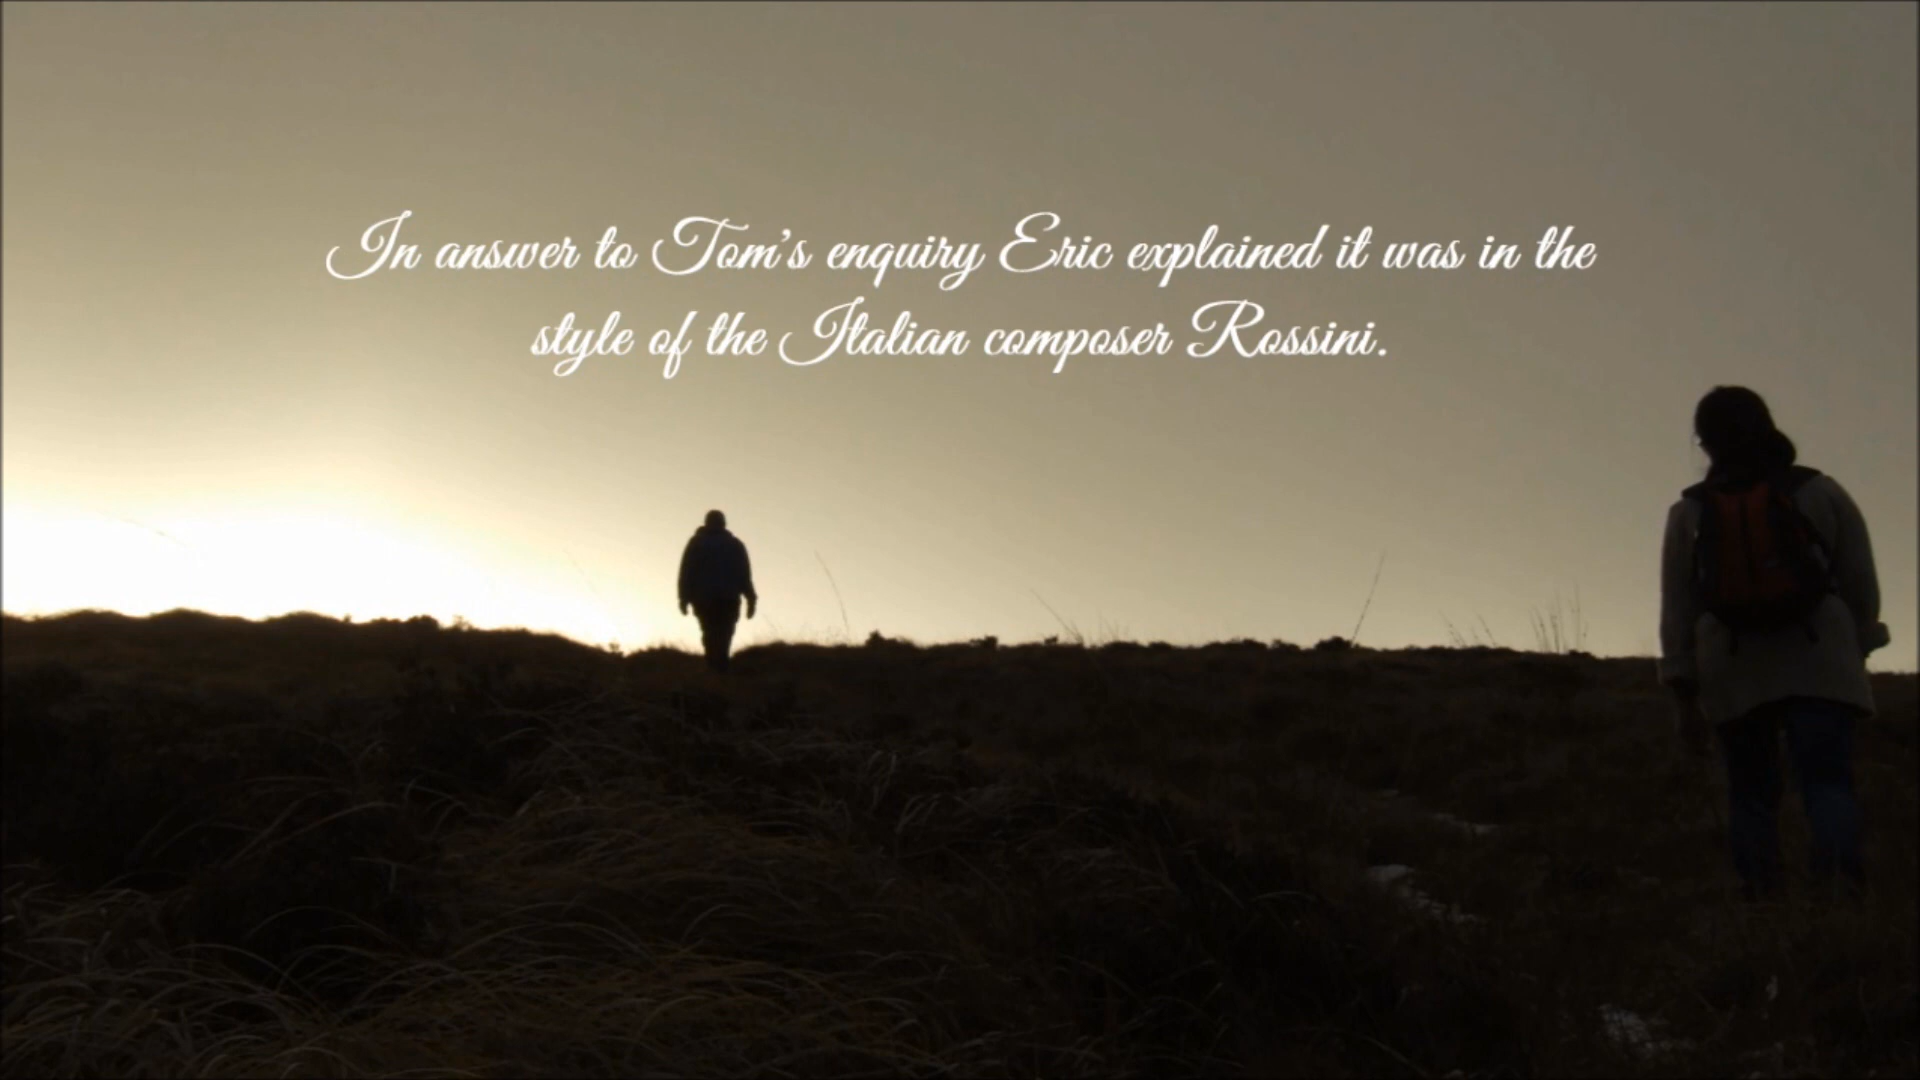 In answer to Tom's enquiry Eric explained it was in the
style of the Italian composer Rossini.